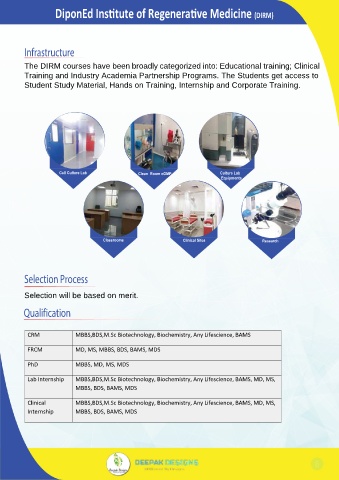 DiponEd Institute of Regenerative Medicine (DIRM)
Infrastructure
The DIRM courses have been broadly categorized into: Educational training; Clinical
Training and Industry Academia Partnership Programs. The Students get access to
Student Study Material, Hands on Training, Internship and Corporate Training.
Cell Culture Lab
Clean Room cGMP
Culture Lab
Equipments
Classrooms
Clinical Sites
Research
Selection Process
Selection will be based on merit.
Qualification
CRM MBBS,BDS,M.Sc Biotechnology, Biochemistry, Any Lifescience, BAMS
FRCM MD, MS, MBBS, BDS, BAMS, MDS
PhD MBBS, MD, MS, MDS
Lab Internship MBBS,BDS,M.Sc Biotechnology, Biochemistry, Any Lifescience, BAMS, MD, MS,
MBBS, BDS, BAMS, MDS
Clinical MBBS,BDS,M.Sc Biotechnology, Biochemistry, Any Lifescience, BAMS, MD, MS,
Internship MBBS, BDS, BAMS, MDS
DEEPAK DESIGNS